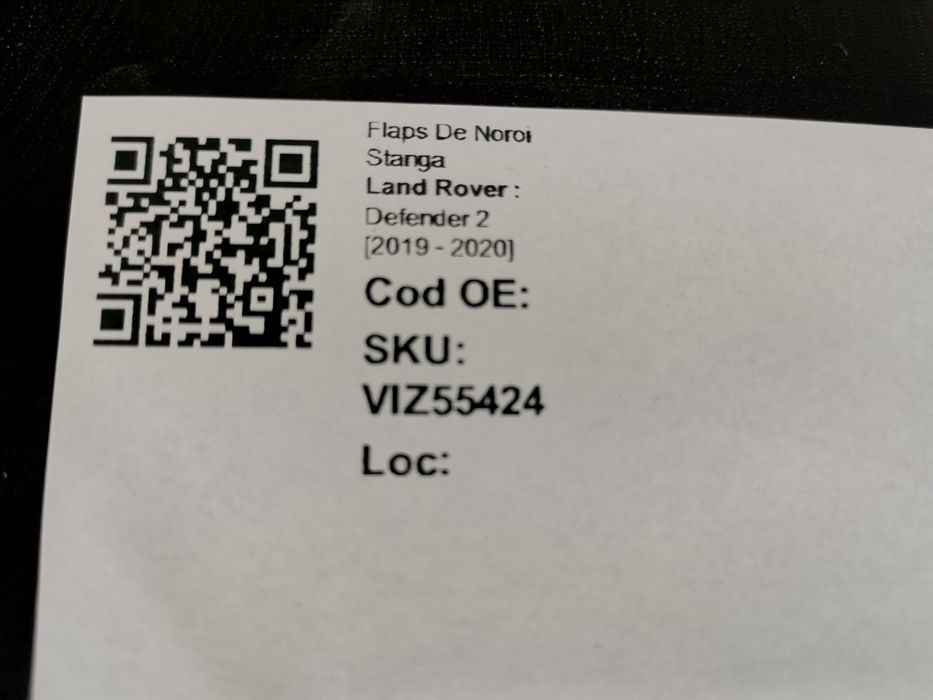 Flaps De Noroi
Stanga
Land Rover :
Defender 2
[2019 - 2020]
Cod OE:
SKU:
VIZ55424
Loc: